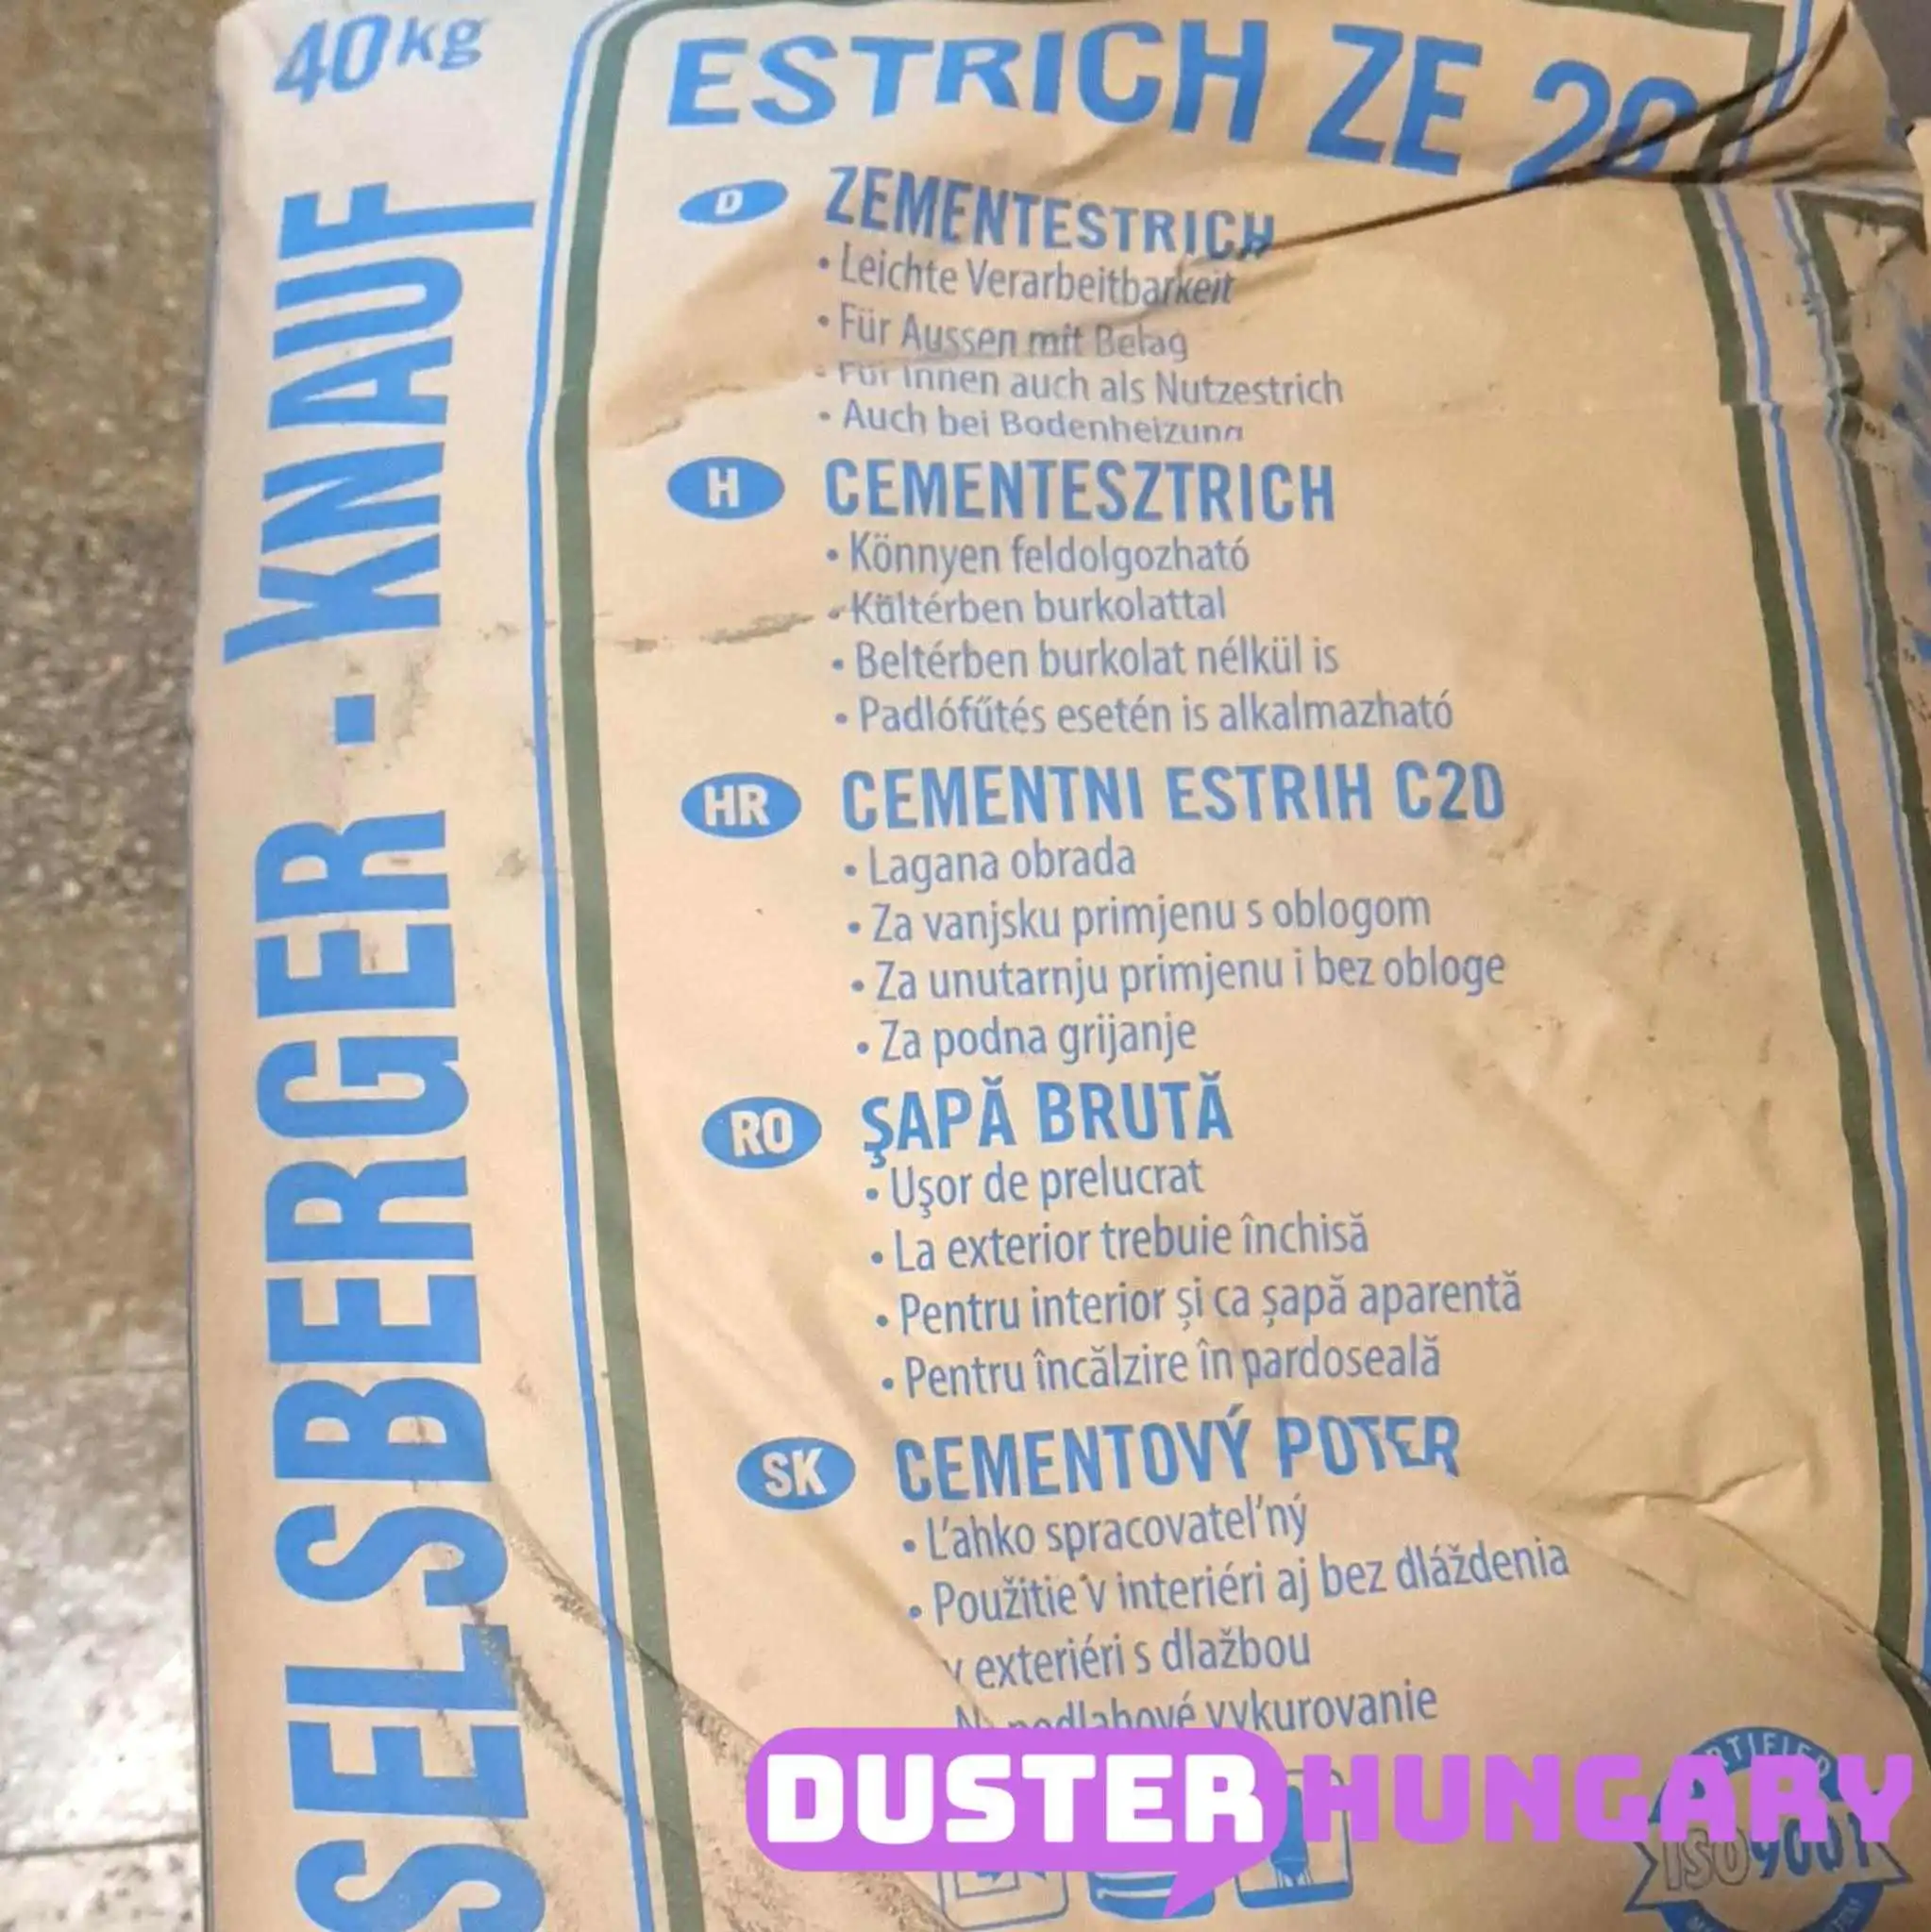 40kg
ESTRICH ZE 20
SELSBERGER - KNAUF
D ZEMENTESTRICH
• Leichte Verarbeitbarkeit
• Für Aussen mit Belag
• Für Innen auch als Nutzestrich
• Auch bei Bodenheizung
H CEMENTESZTRICH
• Könnyen feldolgozható
• Kültérben burkolattal
• Beltérben burkolat nélkül is
• Padlófűtés esetén is alkalmazható
HR CEMENTNI ESTRIH C20
• Lagana obrada
• Za vanjsku primjenu s oblogom
• Za unutarnju primjenu i bez obloge
• Za podna grijanje
RO ŞAPĂ BRUTĂ
• Uşor de prelucrat
• La exterior trebuie închisă
• Pentru interior și ca șapă aparentă
• Pentru încălzire în pardoseală
SK CEMENTOVÝ POTER
• Ľahko spracovateľný
• Použitie v interiéri aj bez dláždenia
v exteriéri s dlažbou
podlahové vykurovanie
DUSTER HUNGARY
ISO 9001